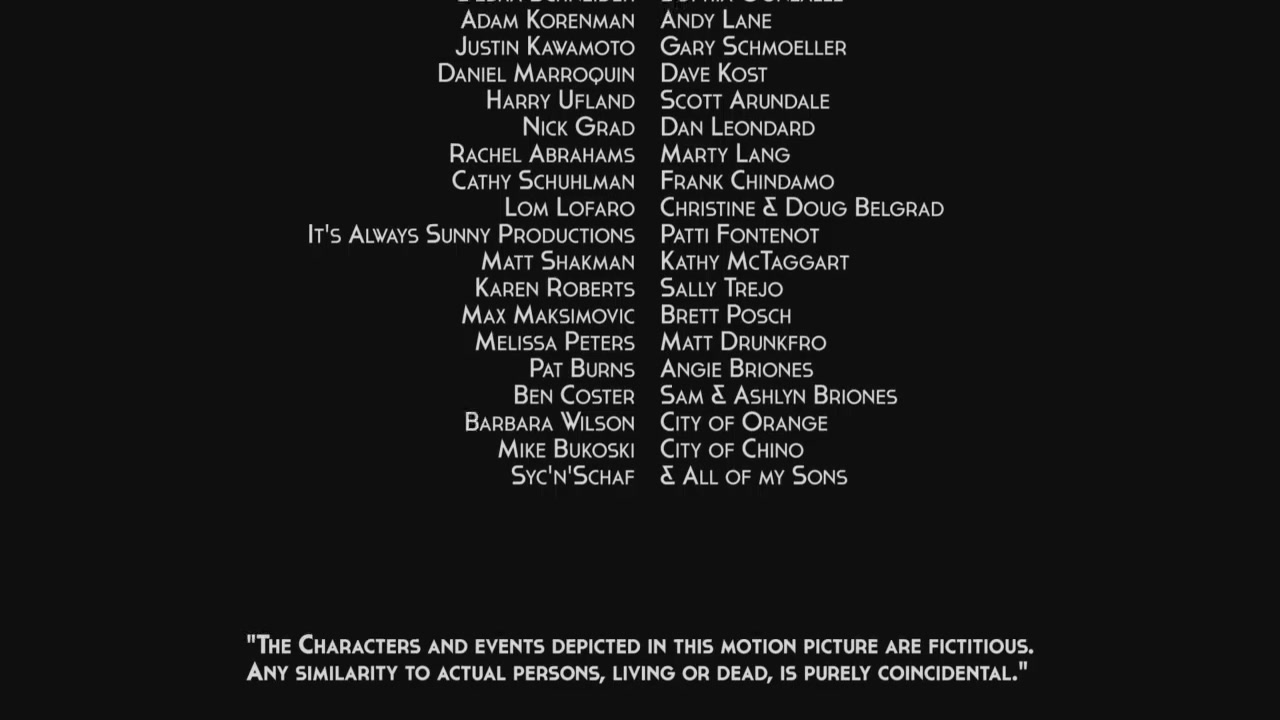 Adam Korenman Andy Lane
Justin Kawamoto Gary Schmoeller
Daniel Marroquin Dave Kost
Harry Ufland Scott Arundale
Nick Grad Dan Leondard
Rachel Abrahams Marty Lang
Cathy Schuhlman Frank Chindamo
Lom Lofaro Christine & Doug Belgrad
It's Always Sunny Productions Patti Fontenot
Matt Shakman Kathy McTaggart
Karen Roberts Sally Trejo
Max Maksimovic Brett Posch
Melissa Peters Matt Drunkfro
Pat Burns Angie Briones
Ben Coster Sam & Ashlyn Briones
Barbara Wilson City of Orange
Mike Bukoski City of Chino
Syc'n'Schaf & All of my Sons
"The Characters and events depicted in this motion picture are fictitious.
Any similarity to actual persons, living or dead, is purely coincidental."